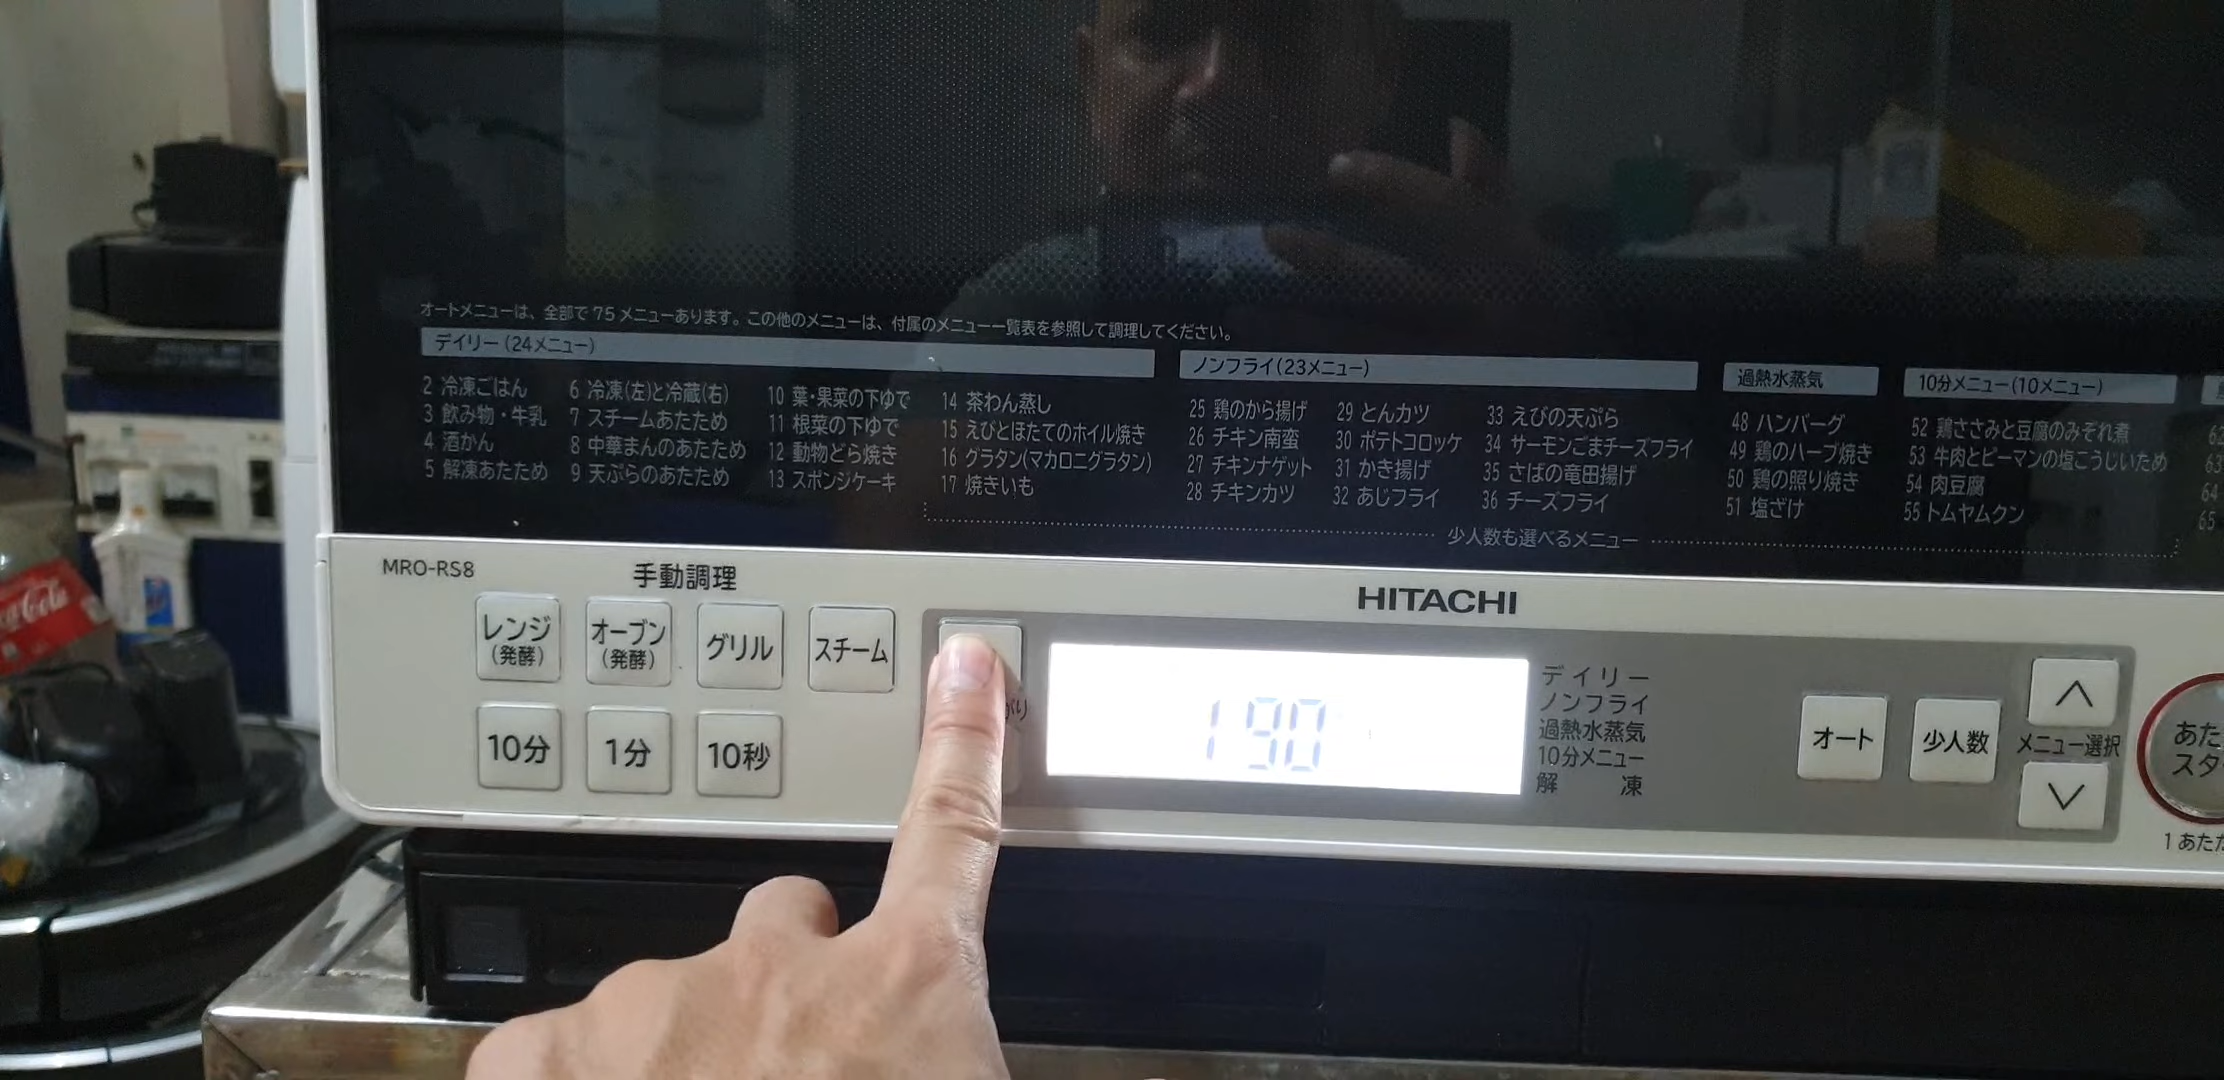 オートメニューは、全部で75メニューあります。この他のメニューは、付属のメニュー一覧表を参照して調理してください。
デイリー(24メニュー)
2 冷凍ごはん
3 飲み物・牛乳
4 酒かん
5 解凍あたため
6 冷凍(左)と冷蔵(右)
7 スチームあたため
8 中華まんのあたため
9 天ぷらのあたため
10 葉・果菜の下ゆで
11 根菜の下ゆで
12 動物どら焼き
13 スポンジケーキ
14 茶わん蒸し
15 えびとほたてのホイル焼き
16 グラタン(マカロニグラタン)
17 焼きいも
ノンフライ(23メニュー)
25 鶏のから揚げ
26 チキン南蛮
27 チキンナゲット
28 チキンカツ
29 とんカツ
30 ポテトコロッケ
31 かき揚げ
32 あじフライ
33 えびの天ぷら
34 サーモンごまチーズフライ
35 さばの竜田揚げ
36 チーズフライ
過熱水蒸気
48 ハンバーグ
49 鶏のハーブ焼き
50 鶏の照り焼き
51 塩ざけ
10分メニュー(10メニュー)
52 鶏ささみと豆腐のみぞれ煮
53 牛肉とピーマンの塩こうじいため
54 肉豆腐
55 トムヤムクン
62
63
64
65
少人数も選べるメニュー
MRO-RS8
手動調理
HITACHI
レンジ
(発酵)
オーブン
(発酵)
グリル
スチーム
10分
1分
10秒
がり
190
デイリー
ノンフライ
過熱水蒸気
10分メニュー
解凍
オート
少人数
メニュー選択
あた
スタ
1 あた
Coca-Cola